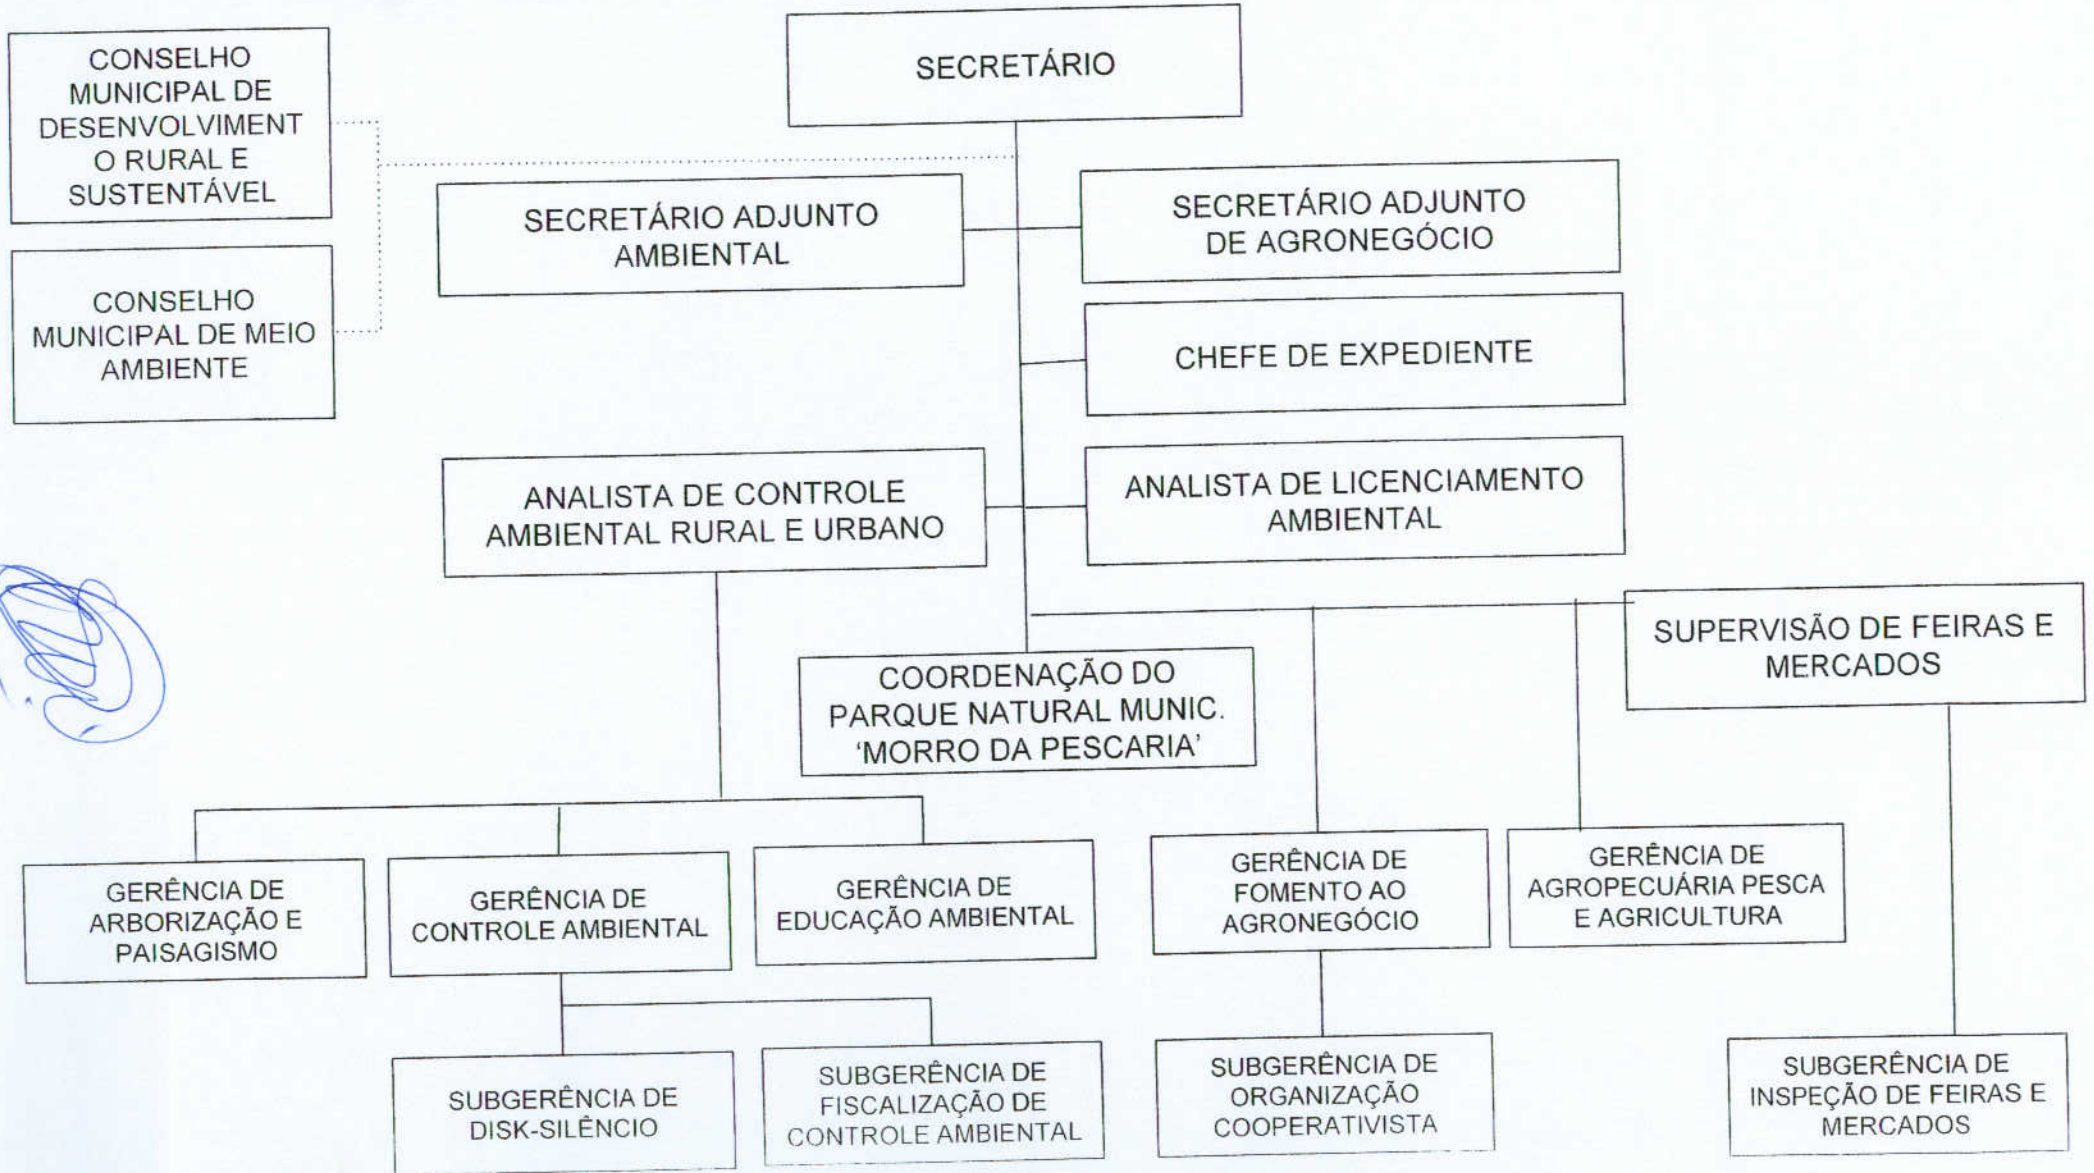 CONSELHO
MUNICIPAL DE
DESENVOLVIMENT
O RURAL E
SUSTENTÁVEL
SECRETÁRIO
SECRETÁRIO ADJUNTO
AMBIENTAL
SECRETÁRIO ADJUNTO
DE AGRONEGÓCIO
CONSELHO
MUNICIPAL DE MEIO
AMBIENTE
CHEFE DE EXPEDIENTE
ANALISTA DE CONTROLE
AMBIENTAL RURAL E URBANO
ANALISTA DE LICENCIAMENTO
AMBIENTAL
SUPERVISÃO DE FEIRAS E
MERCADOS
COORDENAÇÃO DO
PARQUE NATURAL MUNIC.
‘MORRO DA PESCARIA’
GERÊNCIA DE
ARBORIZAÇÃO E
PAISAGISMO
GERÊNCIA DE
CONTROLE AMBIENTAL
GERÊNCIA DE
EDUCAÇÃO AMBIENTAL
GERÊNCIA DE
FOMENTO AO
AGRONEGÓCIO
GERÊNCIA DE
AGROPECUÁRIA PESCA
E AGRICULTURA
SUBGERÊNCIA DE
DISK-SILÊNCIO
SUBGERÊNCIA DE
FISCALIZAÇÃO DE
CONTROLE AMBIENTAL
SUBGERÊNCIA DE
ORGANIZAÇÃO
COOPERATIVISTA
SUBGERÊNCIA DE
INSPEÇÃO DE FEIRAS E
MERCADOS